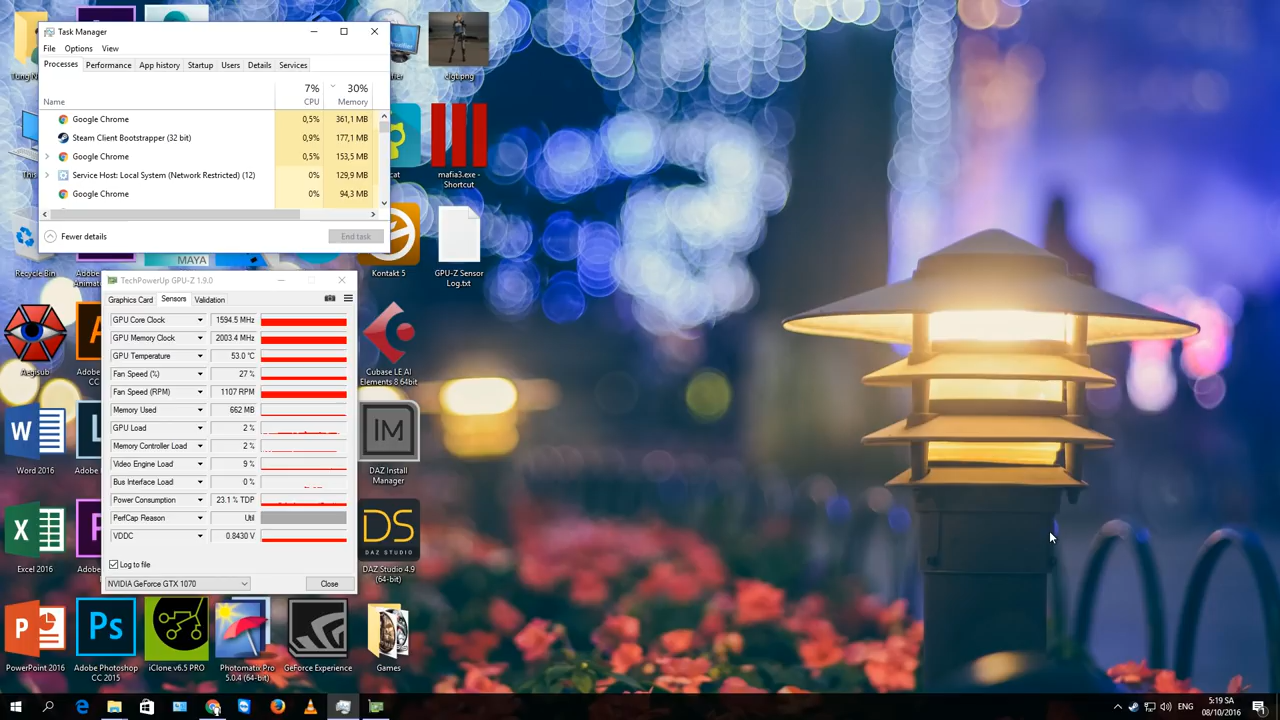 Task Manager
File Options View
Processes Performance App history Startup Users Details Services
7% 30%
Name CPU Memory
Google Chrome 0,5% 361,1 MB
Steam Client Bootstrapper (32 bit) 0,9% 177,1 MB
Google Chrome 0,5% 153,5 MB
Service Host: Local System (Network Restricted) (12) 0% 129,9 MB
Google Chrome 0% 94,3 MB
Fewer details End task
digt.png
mafia3.exe - Shortcut
Recycle Bin
MAYA
Kontakt 5
GPU-Z Sensor Log.txt
TechPowerUp GPU-Z 1.9.0
Graphics Card Sensors Validation
GPU Core Clock 1594.5 MHz
GPU Memory Clock 2003.4 MHz
GPU Temperature 53.0 °C
Fan Speed (%) 27 %
Fan Speed (RPM) 1107 RPM
Memory Used 662 MB
GPU Load 2 %
Memory Controller Load 2 %
Video Engine Load 9 %
Bus Interface Load 0 %
Power Consumption 23.1 % TDP
PerfCap Reason Util
VDDC 0.8430 V
Log to file
NVIDIA GeForce GTX 1070 Close
Aegisub
Cubase LE AI Elements 8 64bit
Word 2016
IM
DAZ Install Manager
Excel 2016
DS
DAZ STUDIO
DAZ Studio 4.9 (64-bit)
Ps
PowerPoint 2016
Adobe Photoshop CC 2015
iClone v6.5 PRO
Photomatix Pro 5.0.4 (64-bit)
GeForce Experience
Games
ENG
5:19 SA
08/10/2016